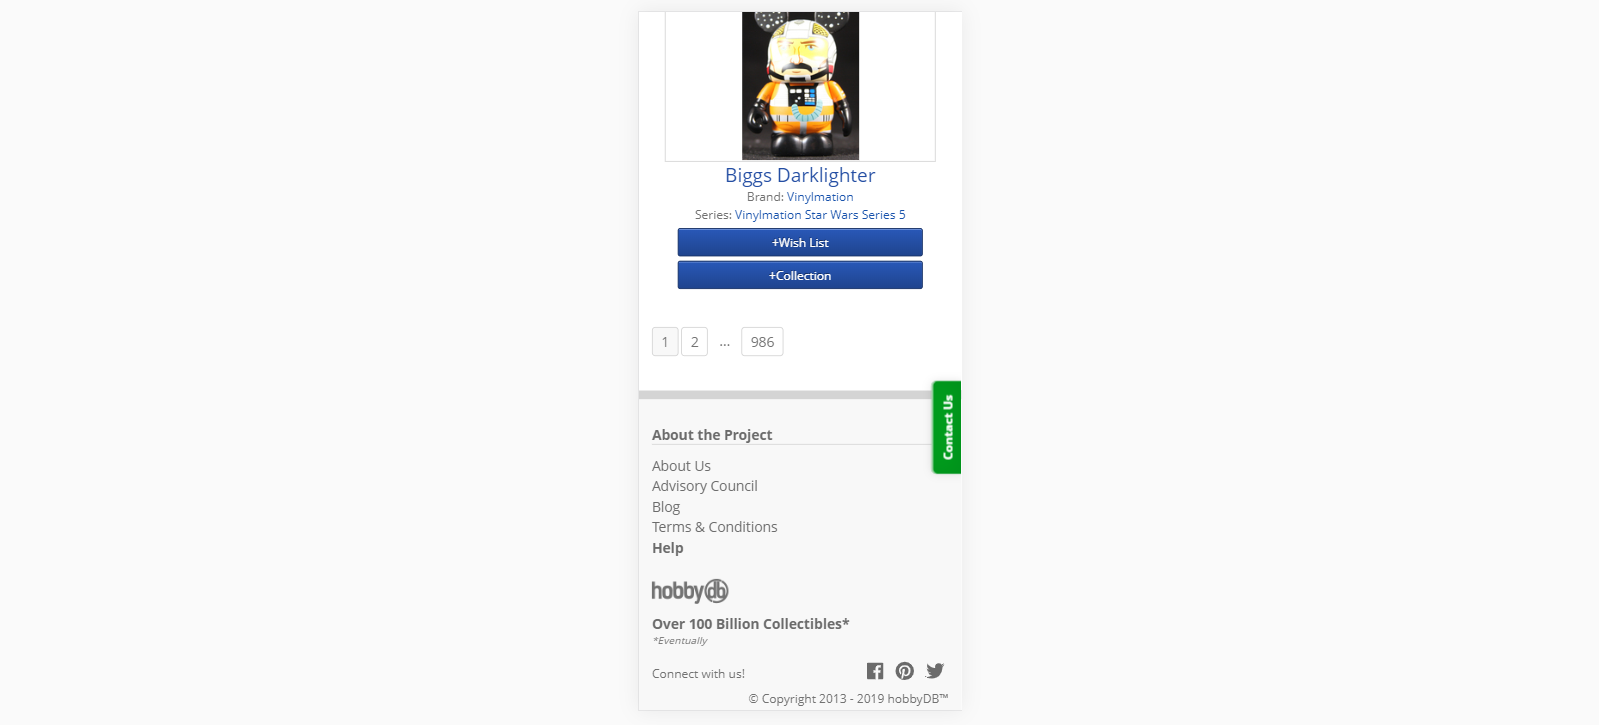 Biggs Darklighter
Brand: Vinylmation
Series: Vinylmation Star Wars Series 5
+Wish List
+Collection
1 2 ... 986
Contact Us
About the Project
About Us
Advisory Council
Blog
Terms & Conditions
Help
hobbydb
Over 100 Billion Collectibles*
*Eventually
Connect with us!
© Copyright 2013 - 2019 hobbyDB™